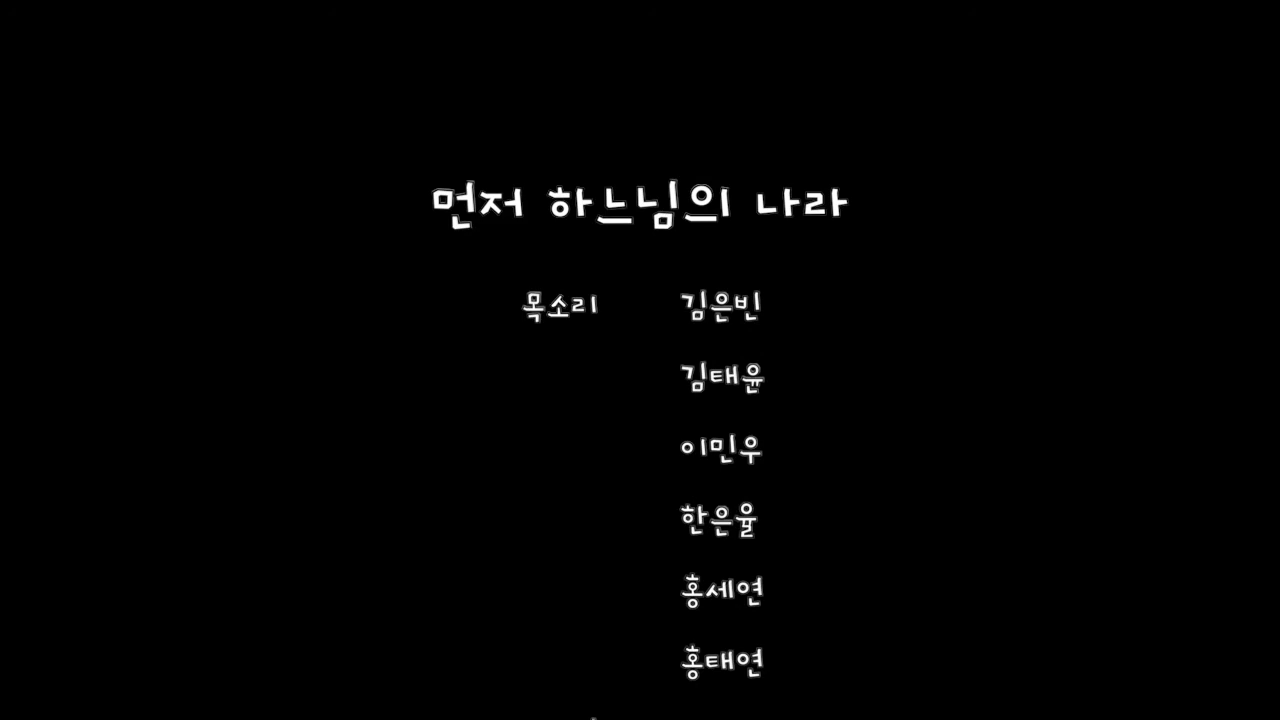 먼저 하느님의 나라
목소리 김은빈
김태윤
이민우
한은율
홍세연
홍태연